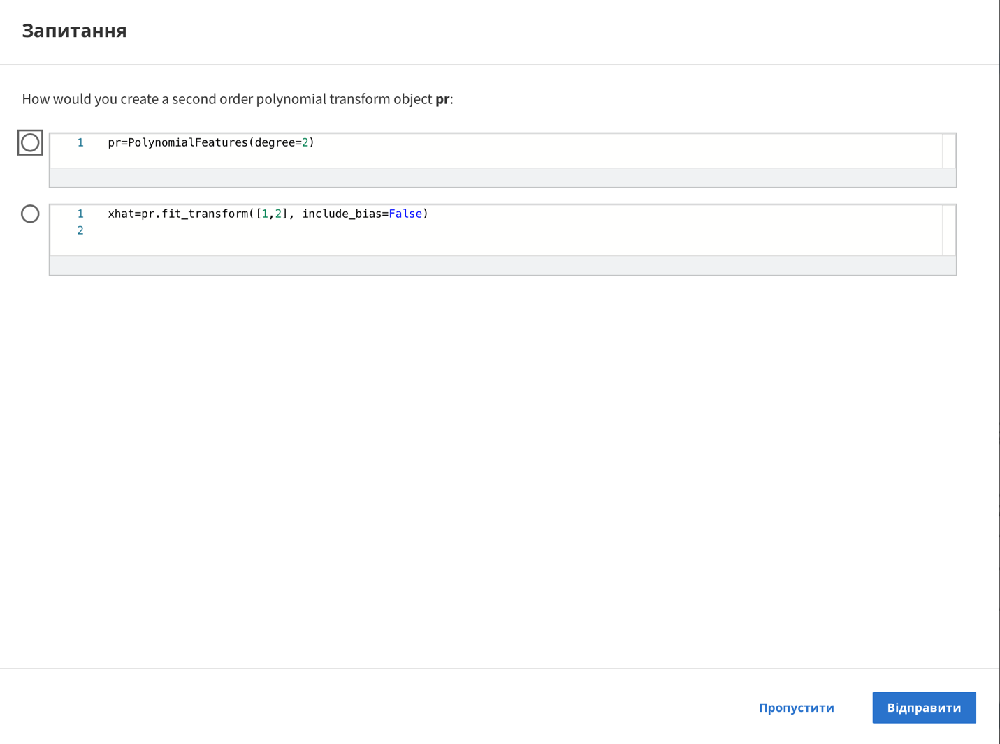 Запитання
How would you create a second order polynomial transform object pr:
1 pr=PolynomialFeatures(degree=2)
1 xhat=pr.fit_transform([1,2], include_bias=False)
2
Пропустити
Відправити